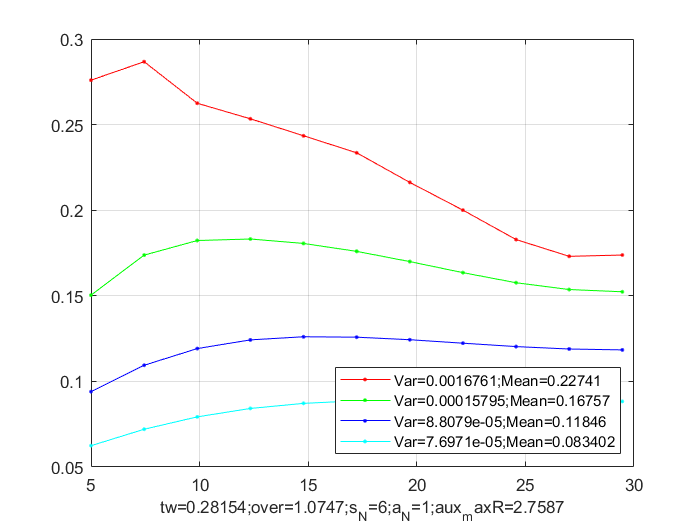 0.3
0.25
0.2
0.15
0.1
0.05
5
10
15
20
25
30
Var=0.0016761;Mean=0.22741
Var=0.00015795;Mean=0.16757
Var=8.8079e-05;Mean=0.11846
Var=7.6971e-05;Mean=0.083402
tw=0.28154;over=1.0747;s_N=6;a_N=1;aux_maxR=2.7587